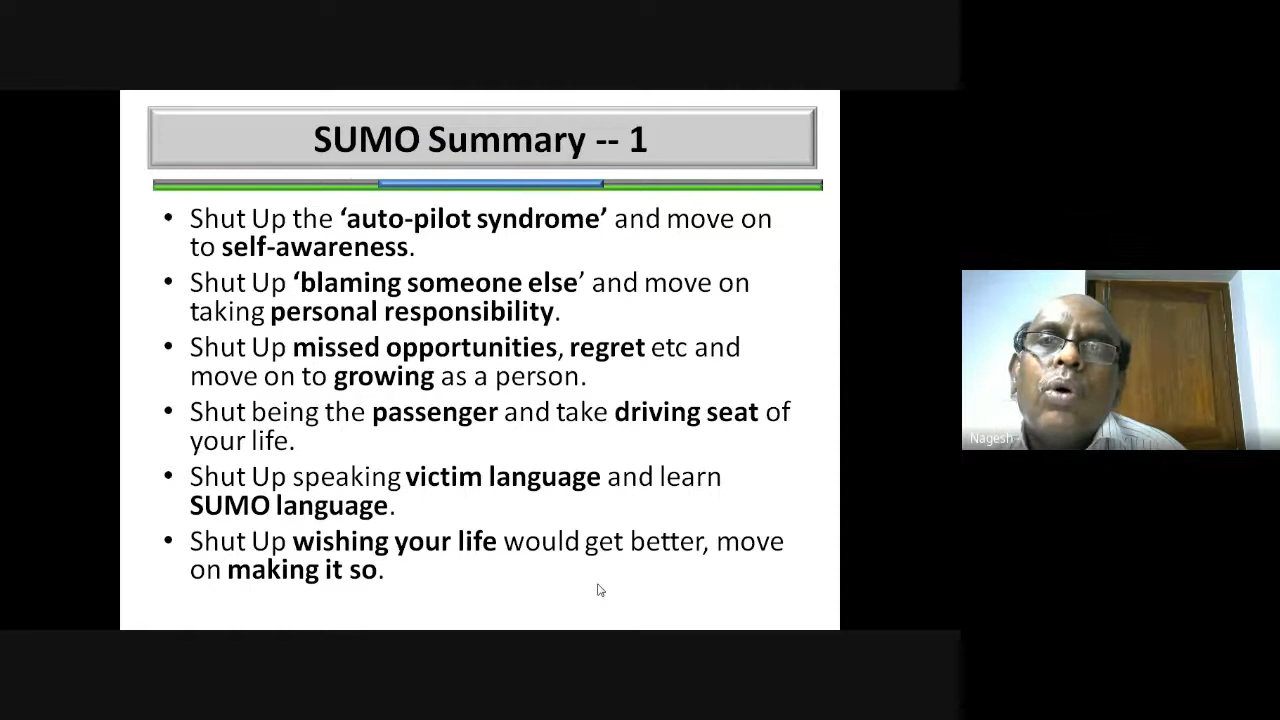 SUMO Summary -- 1
• Shut Up the ‘auto-pilot syndrome’ and move on
to self-awareness.
• Shut Up ‘blaming someone else’ and move on
taking personal responsibility.
• Shut Up missed opportunities, regret etc and
move on to growing as a person.
• Shut being the passenger and take driving seat of
your life.
• Shut Up speaking victim language and learn
SUMO language.
• Shut Up wishing your life would get better, move
on making it so.
Nagesh